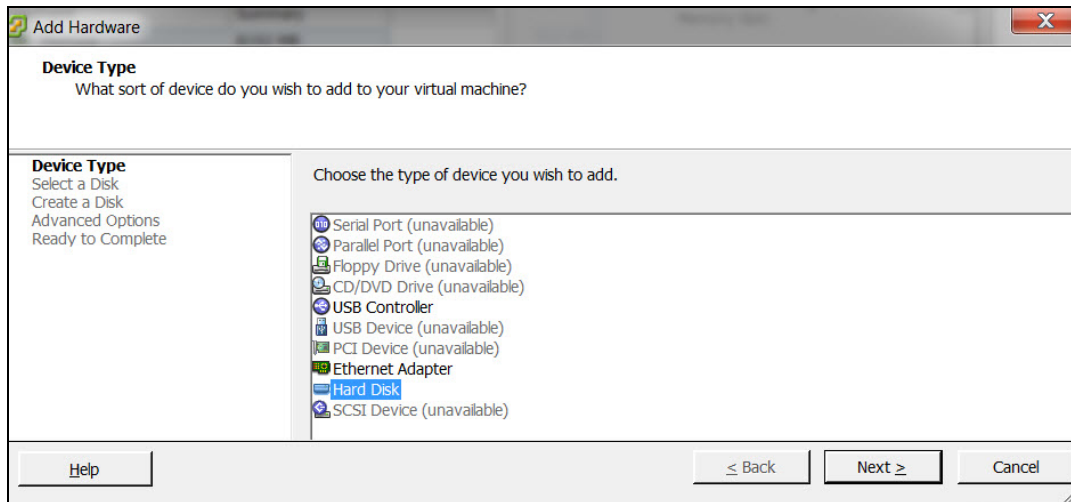 Add Hardware
Device Type
What sort of device do you wish to add to your virtual machine?
Device Type
Select a Disk
Create a Disk
Advanced Options
Ready to Complete
Choose the type of device you wish to add.
Serial Port (unavailable)
Parallel Port (unavailable)
Floppy Drive (unavailable)
CD/DVD Drive (unavailable)
USB Controller
USB Device (unavailable)
PCI Device (unavailable)
Ethernet Adapter
Hard Disk
SCSI Device (unavailable)
Help
< Back
Next >
Cancel